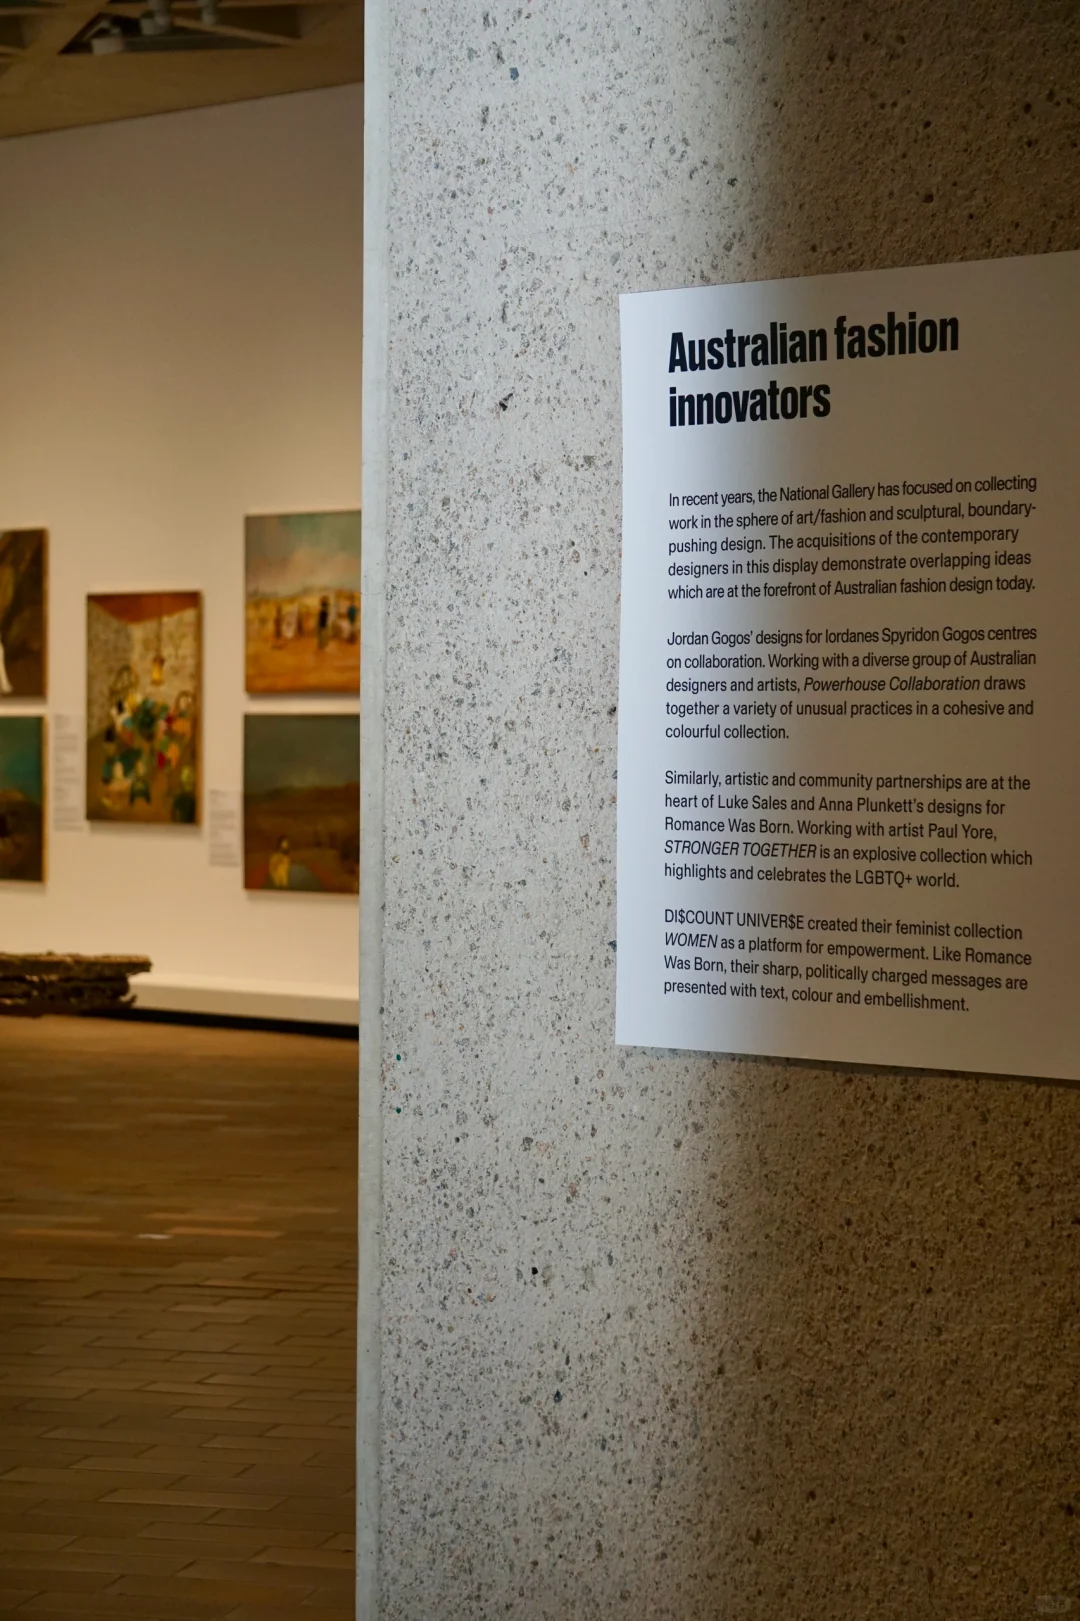 Australian fashion
innovators
In recent years, the National Gallery has focused on collecting
work in the sphere of art/fashion and sculptural, boundary-
pushing design. The acquisitions of the contemporary
designers in this display demonstrate overlapping ideas
which are at the forefront of Australian fashion design today.
Jordan Gogos' designs for Iordanes Spyridon Gogos centres
on collaboration. Working with a diverse group of Australian
designers and artists, Powerhouse Collaboration draws
together a variety of unusual practices in a cohesive and
colourful collection.
Similarly, artistic and community partnerships are at the
heart of Luke Sales and Anna Plunkett's designs for
Romance Was Born. Working with artist Paul Yore,
STRONGER TOGETHER is an explosive collection which
highlights and celebrates the LGBTQ+ world.
DI$COUNT UNIVER$E created their feminist collection
WOMEN as a platform for empowerment. Like Romance
Was Born, their sharp, politically charged messages are
presented with text, colour and embellishment.